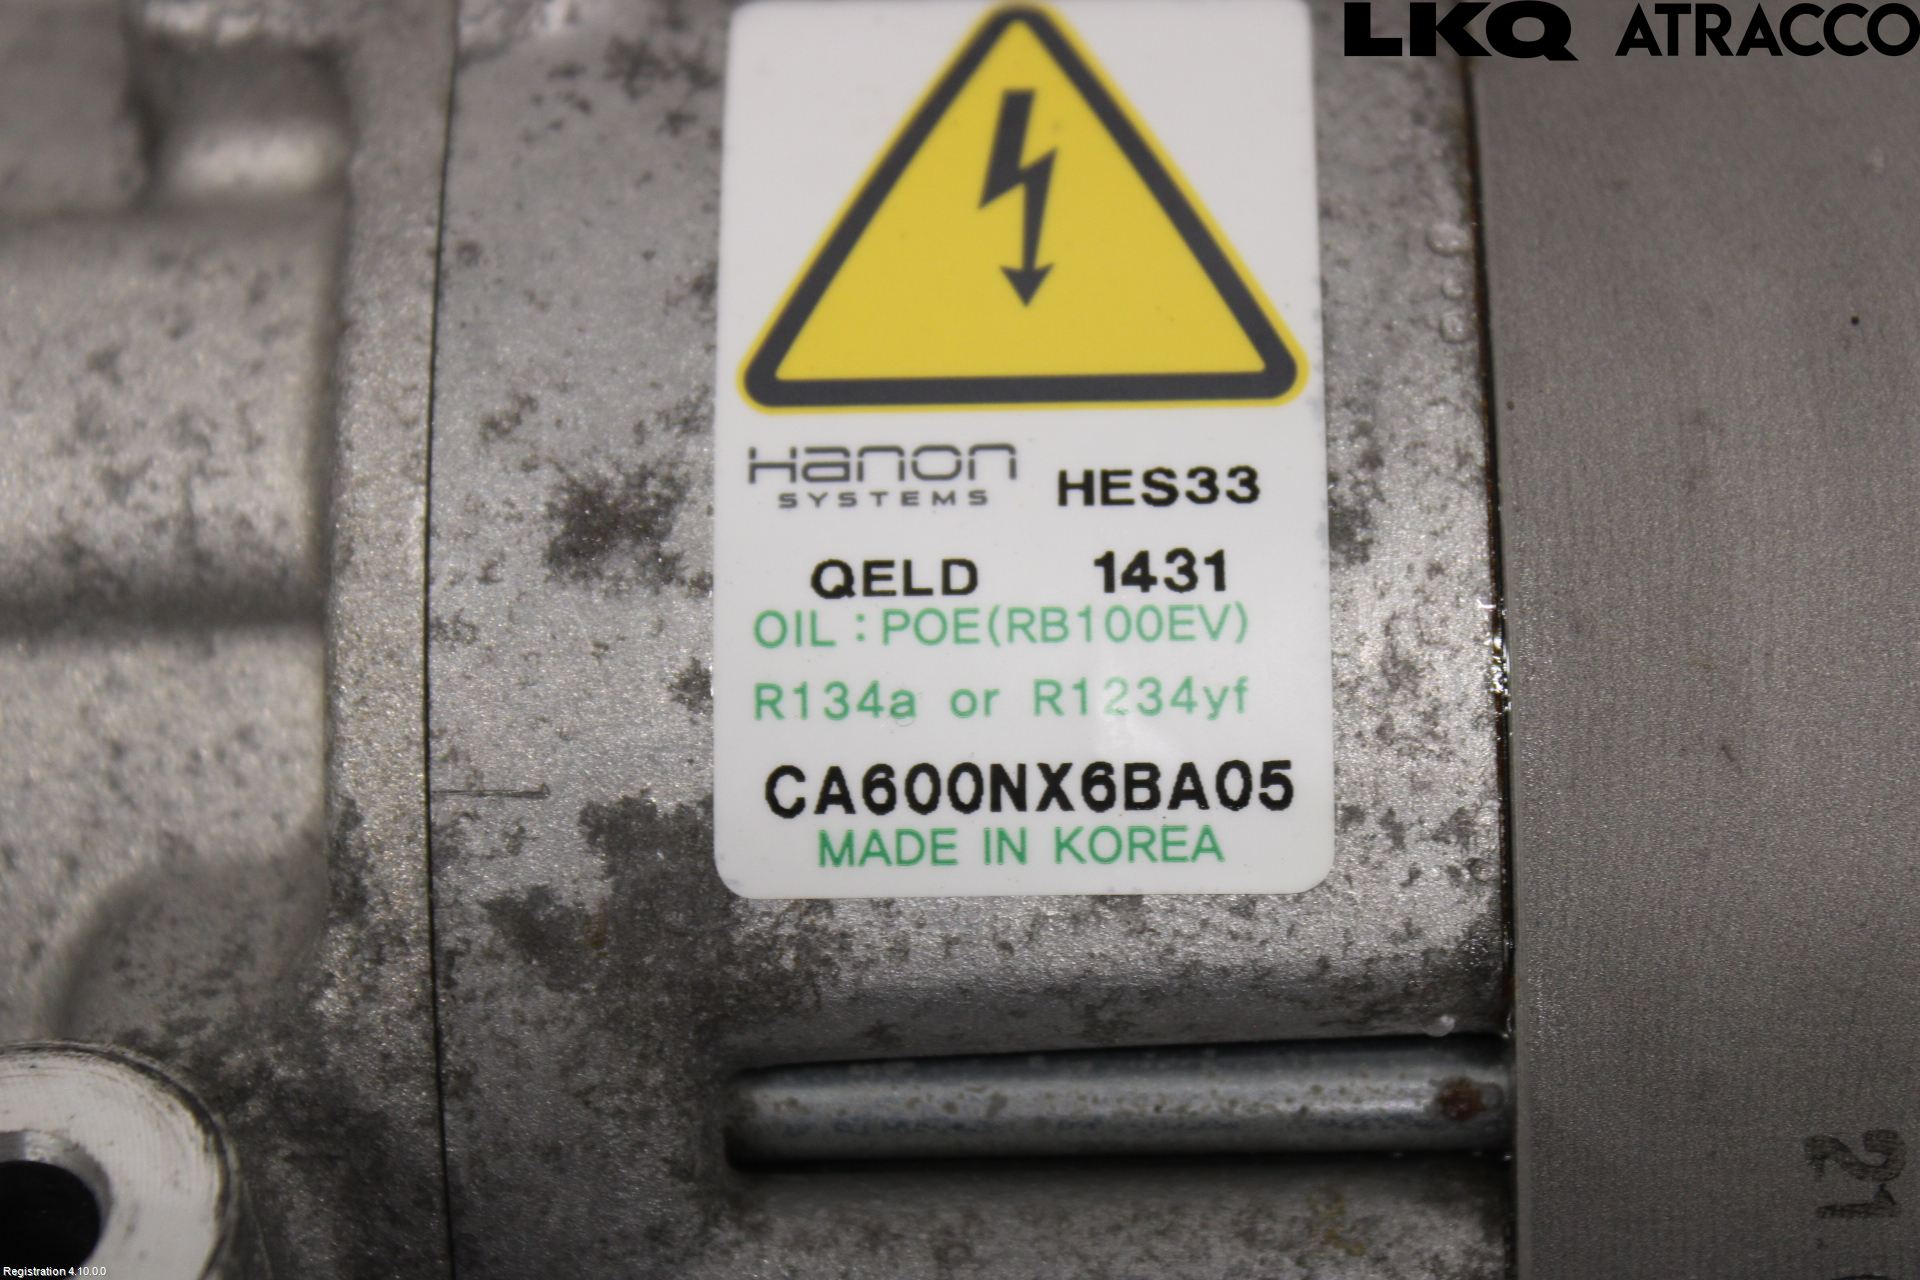 LKQ ATRACCO
Hanon
SYSTEMS
HES33
QELD 1431
OIL : POE(RB100EV)
R134a or R1234yf
CA600NX6BA05
MADE IN KOREA
12
Registration 4.10.0.0